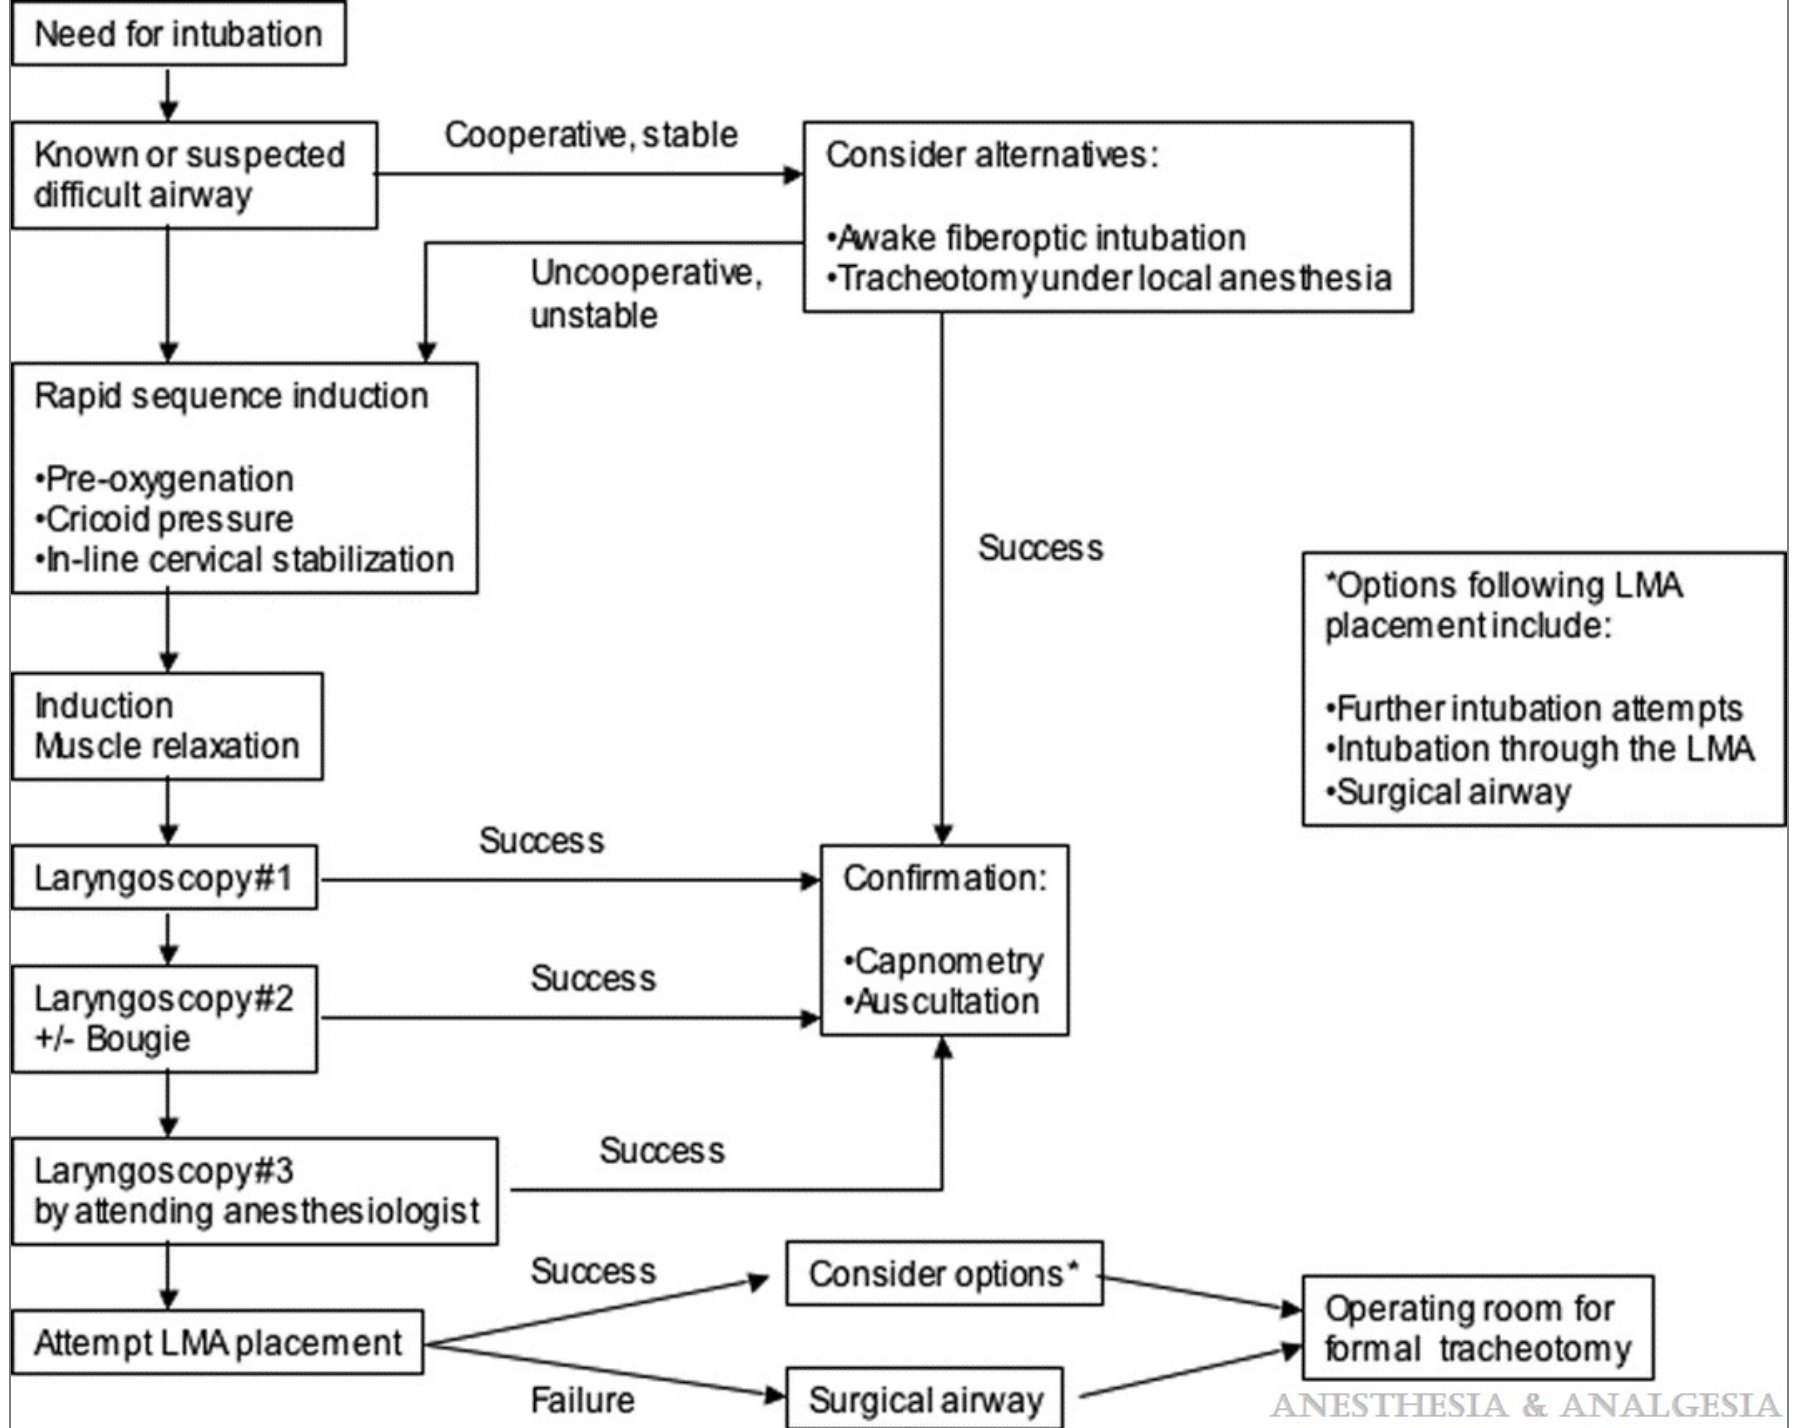 Need for intubation
Known or suspected
difficult airway
Cooperative, stable
Consider alternatives:
•Awake fiberoptic intubation
•Tracheotomy under local anesthesia
Uncooperative,
unstable
Rapid sequence induction
•Pre-oxygenation
•Cricoid pressure
•In-line cervical stabilization
Success
*Options following LMA
placement include:
•Further intubation attempts
•Intubation through the LMA
•Surgical airway
Induction
Muscle relaxation
Laryngoscopy #1
Success
Confirmation:
•Capnometry
•Auscultation
Laryngoscopy #2
+/- Bougie
Success
Laryngoscopy #3
by attending anesthesiologist
Success
Attempt LMA placement
Success
Consider options*
Failure
Surgical airway
Operating room for
formal tracheotomy
ANESTHESIA & ANALGESIA